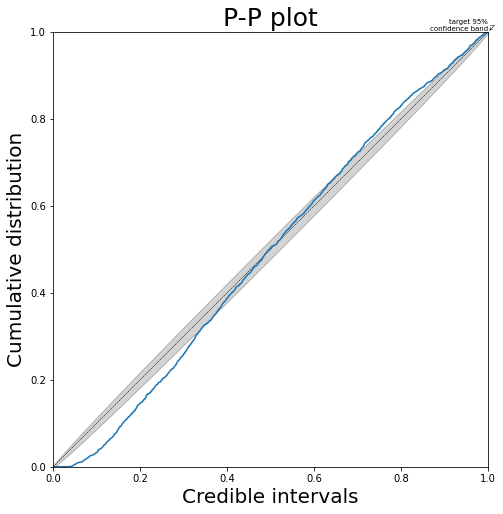 P-P plot
target 95%
confidence band
1.0
0.8
0.6
0.4
0.2
0.0
Cumulative distribution
0.0 0.2 0.4 0.6 0.8 1.0
Credible intervals